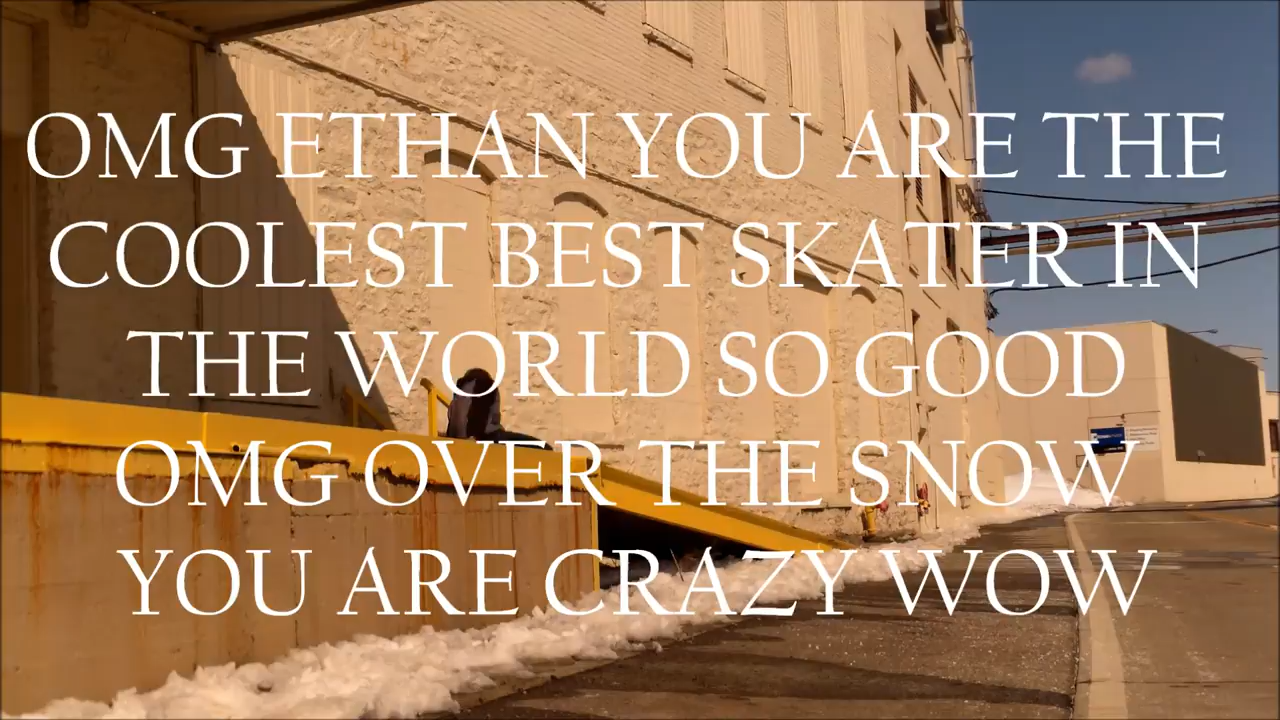 OMG ETHAN YOU ARE THE
COOLEST BEST SKATER IN
THE WORLD SO GOOD
OMG OVER THE SNOW
YOU ARE CRAZY WOW